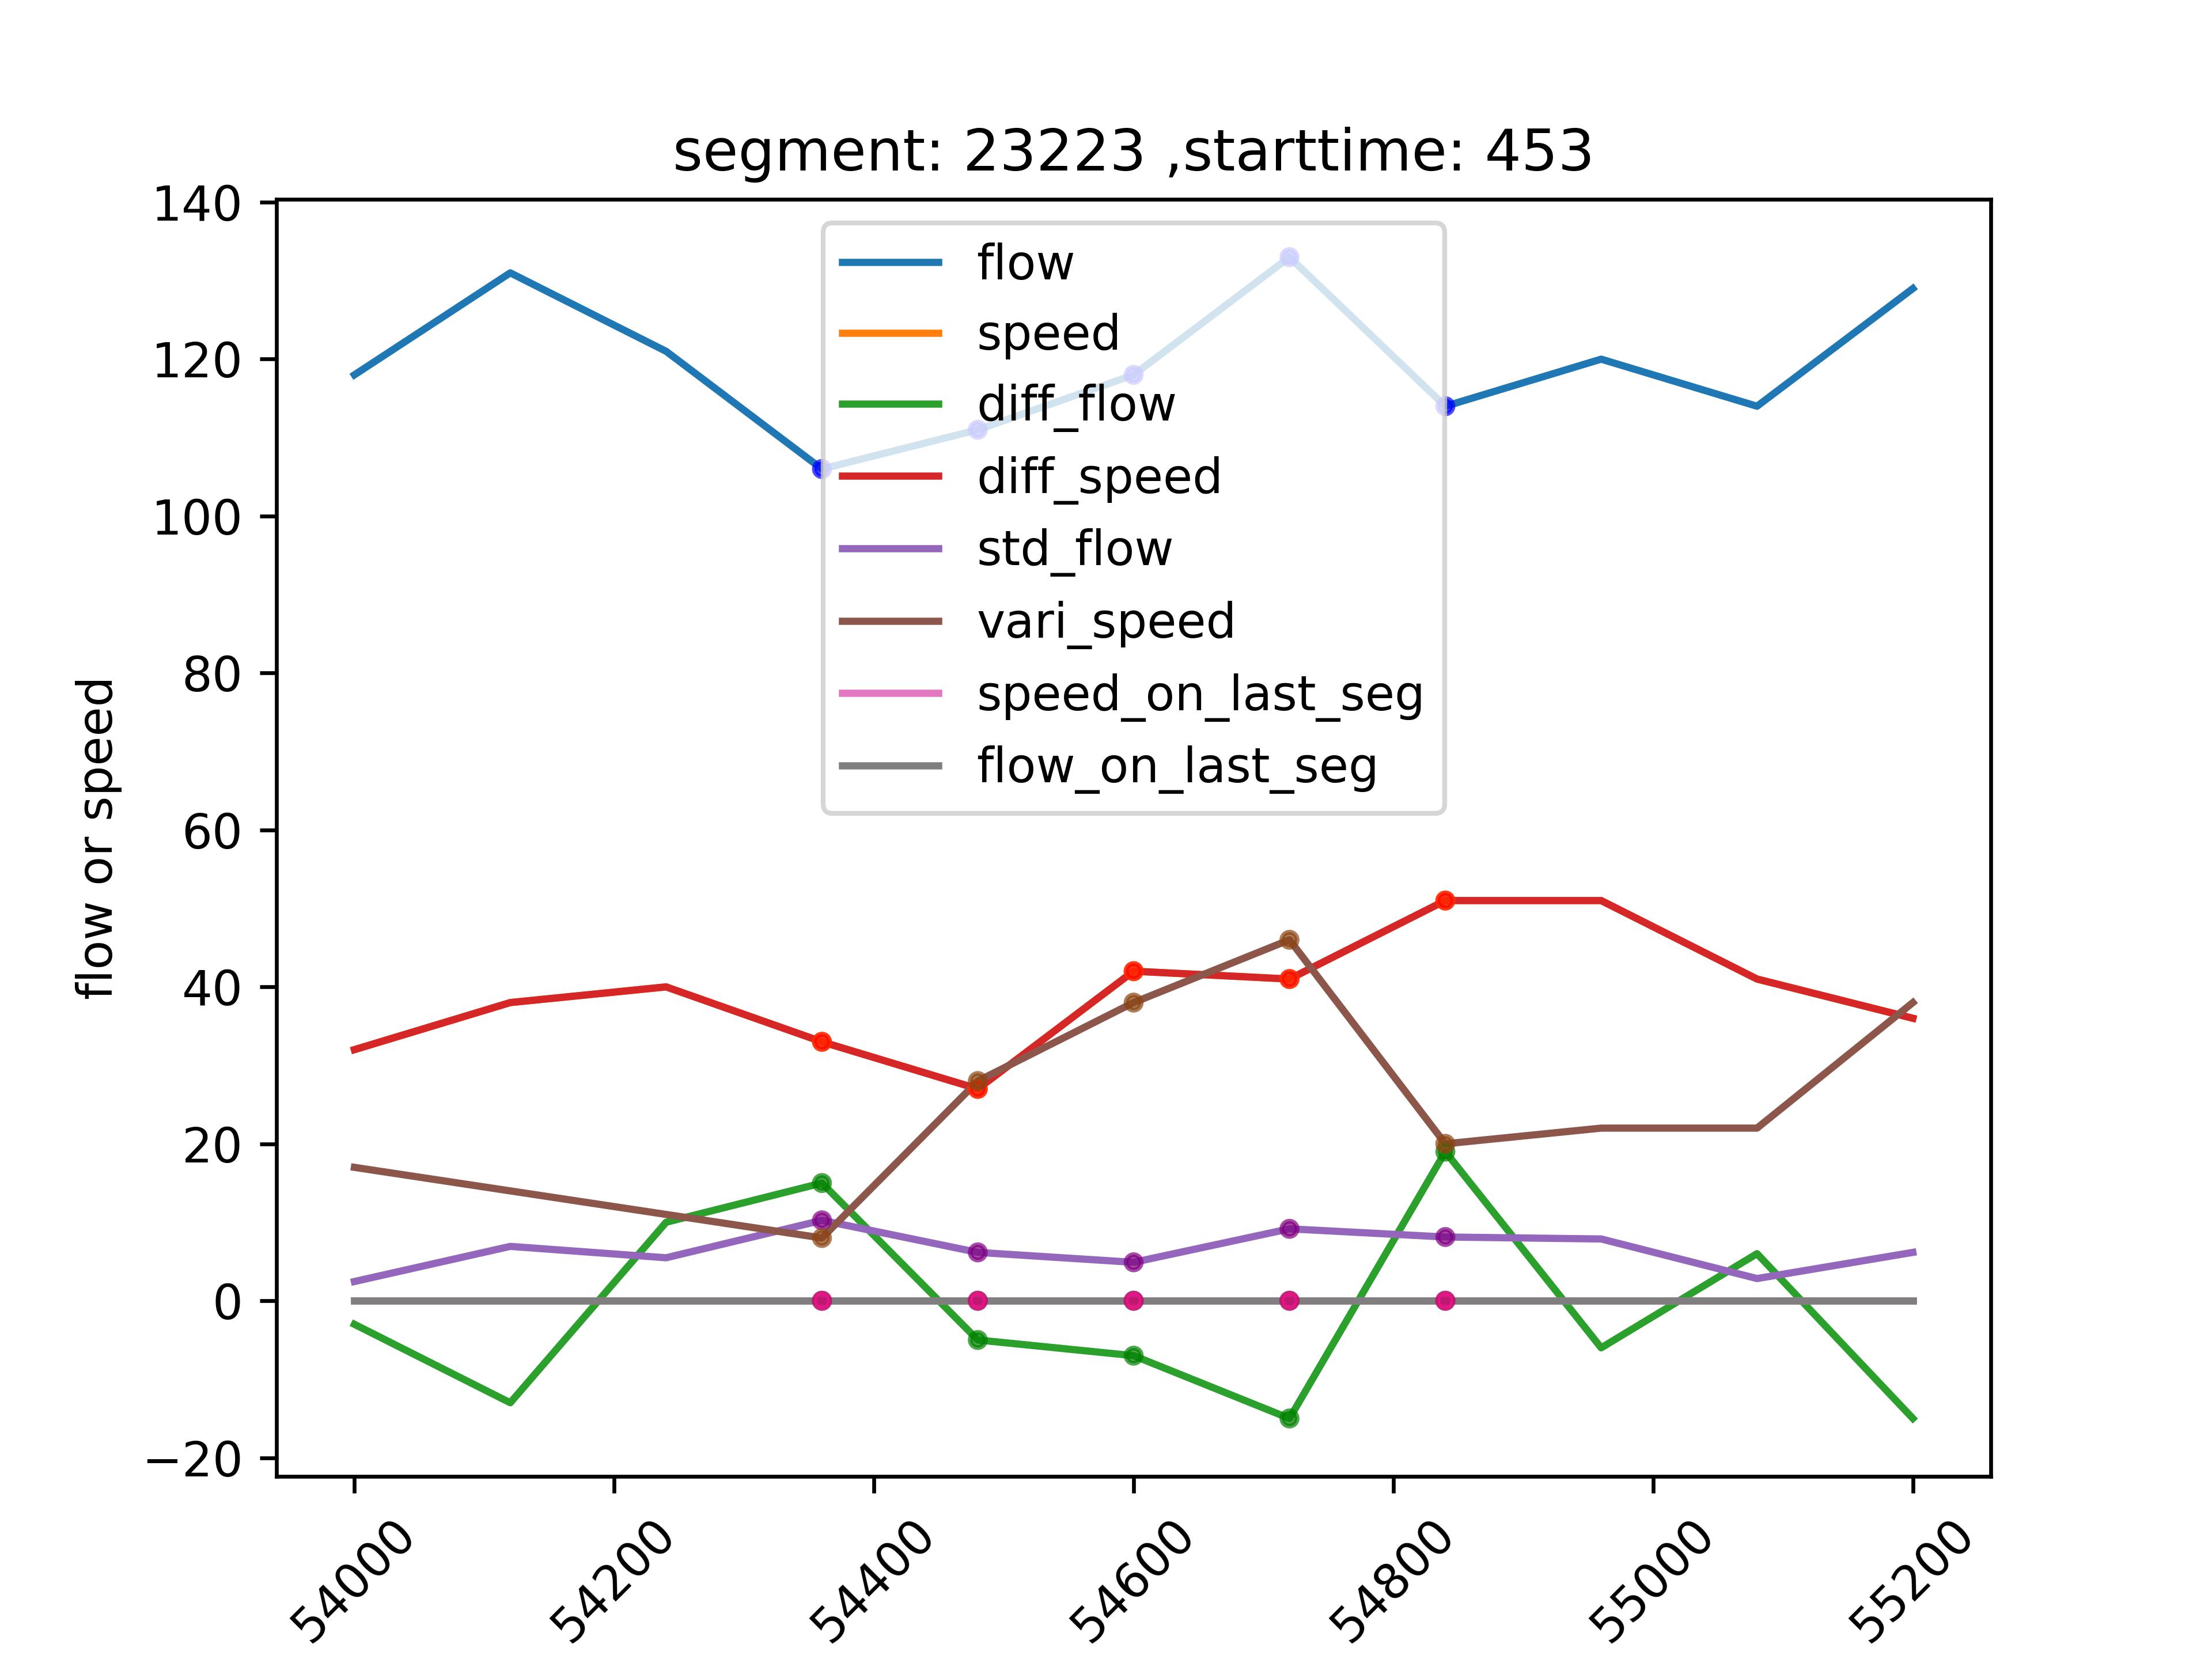 segment: 23223 ,starttime: 453
140
120
100
80
60
40
20
0
−20
flow or speed
flow
speed
diff_flow
diff_speed
std_flow
vari_speed
speed_on_last_seg
flow_on_last_seg
54000
54200
54400
54600
54800
55000
55200